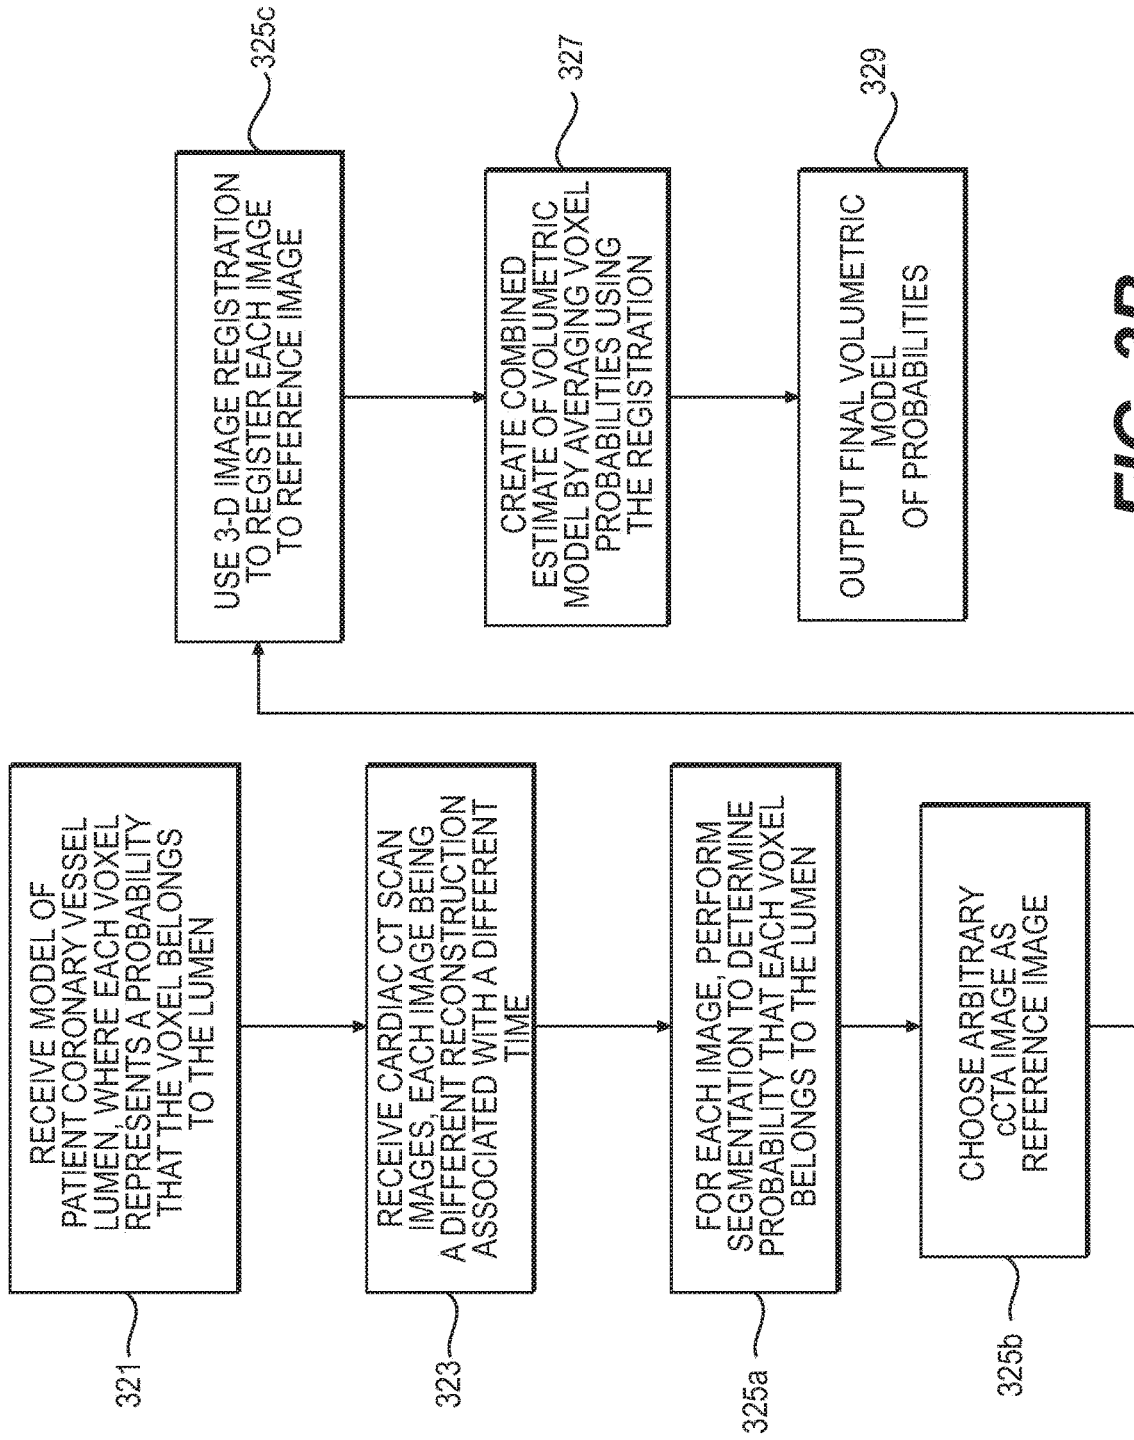 RECEIVE MODEL OF
PATIENT CORONARY VESSEL
LUMEN, WHERE EACH VOXEL
REPRESENTS A PROBABILITY
THAT THE VOXEL BELONGS
TO THE LUMEN
321
RECEIVE CARDIAC CT SCAN
IMAGES, EACH IMAGE BEING
A DIFFERENT RECONSTRUCTION
ASSOCIATED WITH A DIFFERENT
TIME
323
FOR EACH IMAGE, PERFORM
SEGMENTATION TO DETERMINE
PROBABILITY THAT EACH VOXEL
BELONGS TO THE LUMEN
325a
CHOOSE ARBITRARY
cCTA IMAGE AS
REFERENCE IMAGE
325b
USE 3-D IMAGE REGISTRATION
TO REGISTER EACH IMAGE
TO REFERENCE IMAGE
325c
CREATE COMBINED
ESTIMATE OF VOLUMETRIC
MODEL BY AVERAGING VOXEL
PROBABILITIES USING
THE REGISTRATION
327
OUTPUT FINAL VOLUMETRIC
MODEL
OF PROBABILITIES
329
FIG.